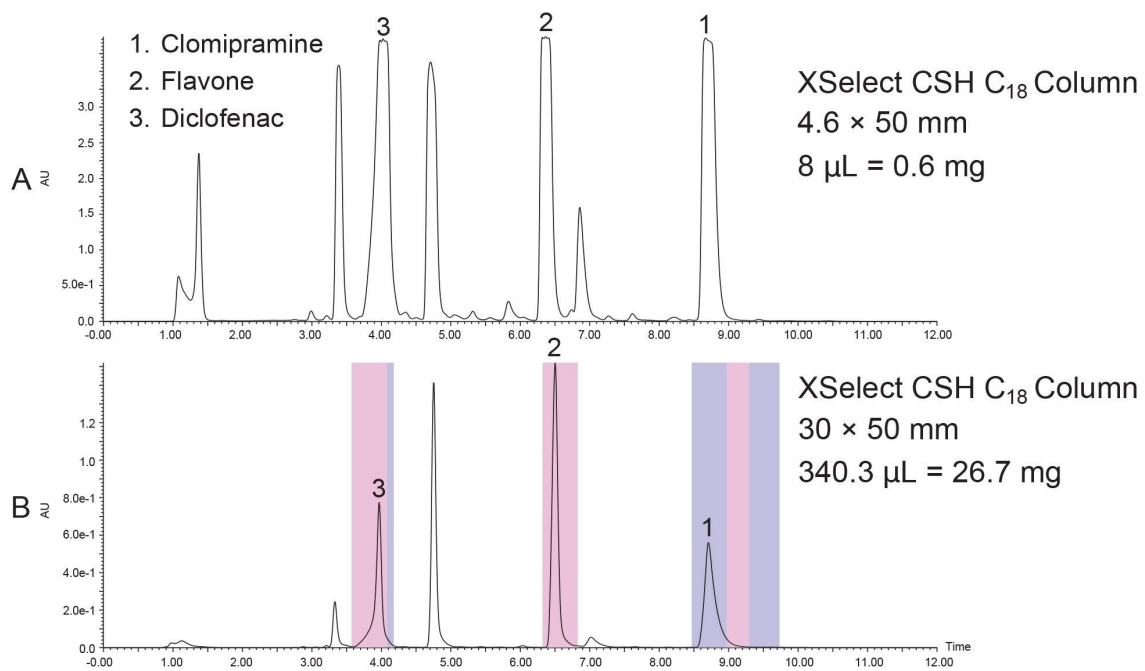 3
2
1
1. Clomipramine
2. Flavone
3. Diclofenac
XSelect CSH C₁₈ Column
4.6 × 50 mm
8 µL = 0.6 mg
A
AU
3.0
2.5
2.0
1.5
1.0
5.0e-1
0.0
-0.00 1.00 2.00 3.00 4.00 5.00 6.00 7.00 8.00 9.00 10.00 11.00 12.00
2
3
1
XSelect CSH C₁₈ Column
30 × 50 mm
340.3 µL = 26.7 mg
B
AU
1.2
1.0
8.0e-1
6.0e-1
4.0e-1
2.0e-1
0.0
Time
-0.00 1.00 2.00 3.00 4.00 5.00 6.00 7.00 8.00 9.00 10.00 11.00 12.00